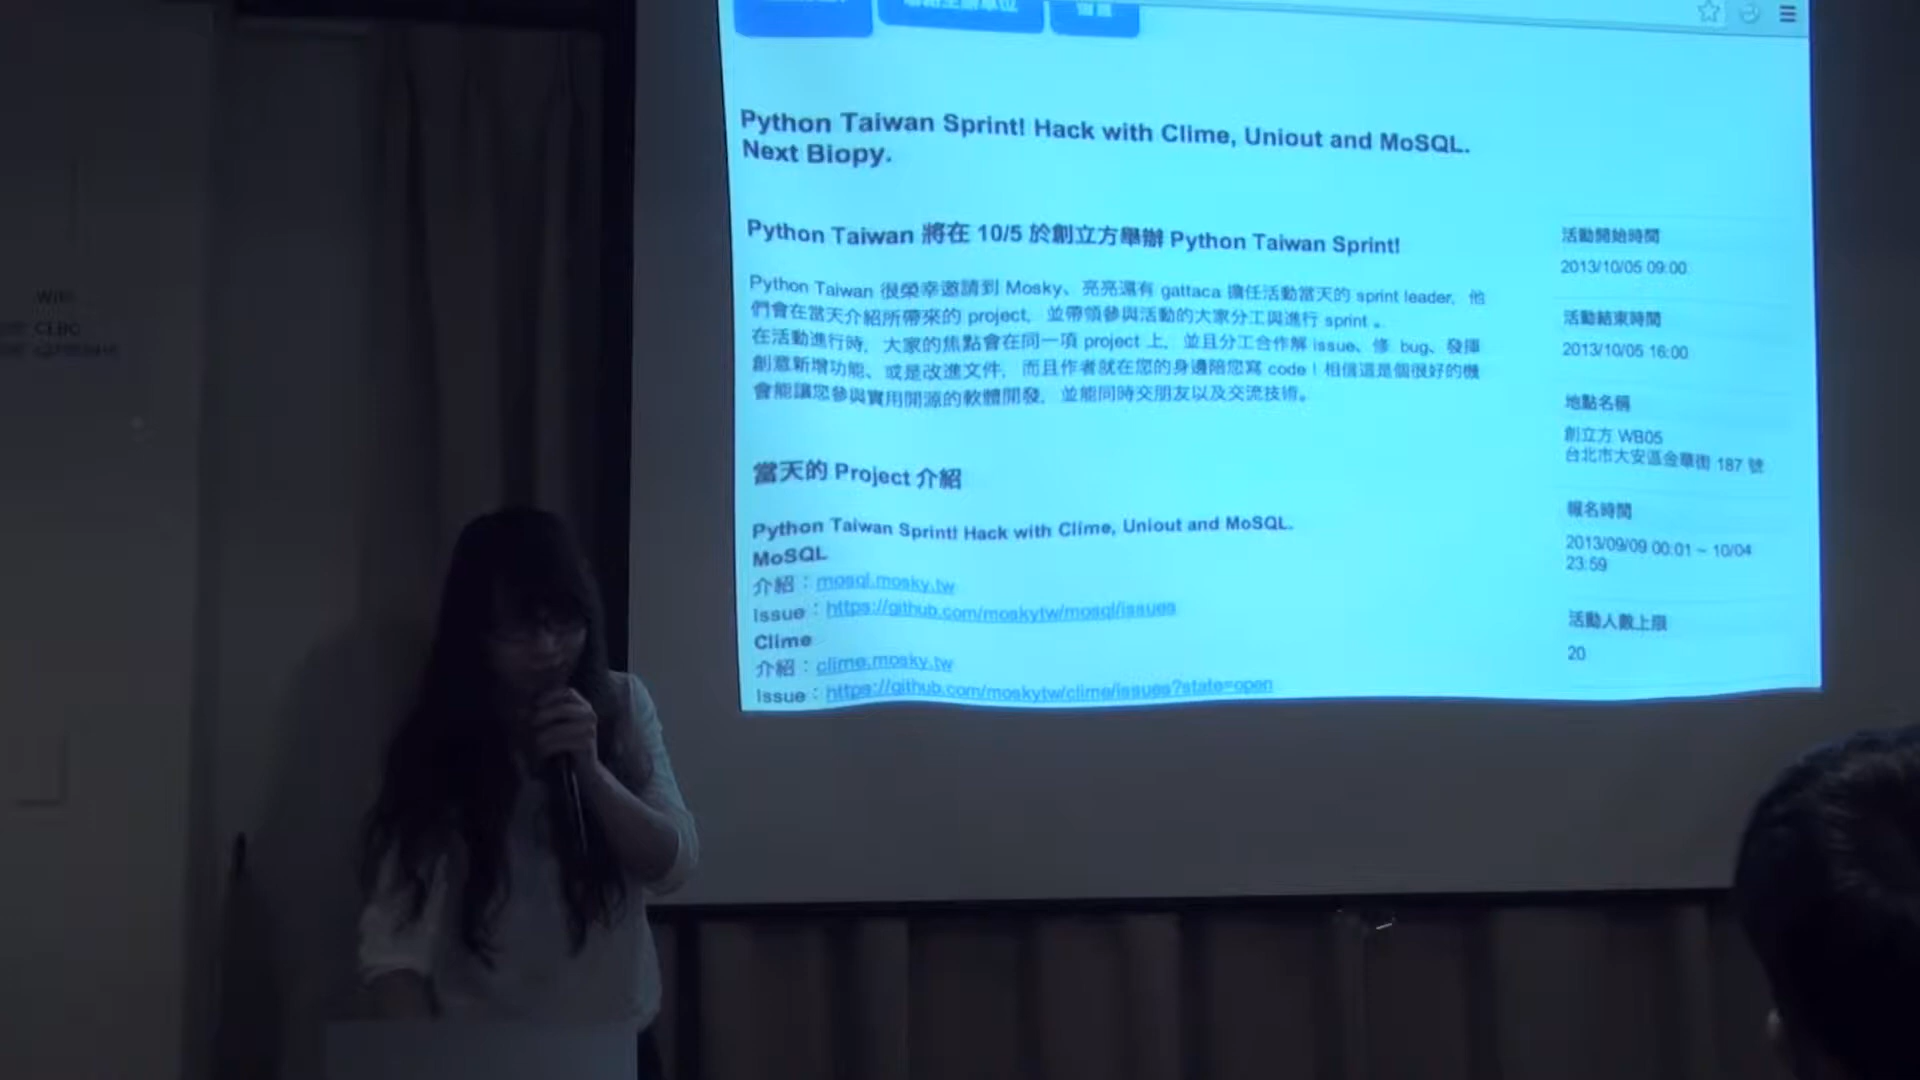 Python Taiwan Sprint! Hack with Clime, Uniout and MoSQL.
Next Biopy.
Python Taiwan 將在 10/5 於創立方舉辦 Python Taiwan Sprint!
Python Taiwan 很榮幸邀請到 Mosky、亮亮還有 gattaca 擔任活動當天的 sprint leader, 他
們會在當天介紹所帶來的 project, 並帶領參與活動的大家分工與進行 sprint 。
在活動進行時, 大家的焦點會在同一項 project 上, 並且分工合作解 issue、修 bug、發揮
創意新增功能、或是改進文件, 而且作者就在您的身邊陪您寫 code！相信這是個很好的機
會能讓您參與實用開源的軟體開發, 並能同時交朋友以及交流技術。
當天的 Project 介紹
Python Taiwan Sprint! Hack with Clime, Uniout and MoSQL.
MoSQL
介紹：mosql.mosky.tw
Issue：https://github.com/moskytw/mosql/issues
Clime
介紹：clime.mosky.tw
Issue：https://github.com/moskytw/clime/issues?state=open
活動開始時間
2013/10/05 09:00
活動結束時間
2013/10/05 16:00
地點名稱
創立方 WB05
台北市大安區金華街 187 號
報名時間
2013/09/09 00:01 ~ 10/04
23:59
活動人數上限
20